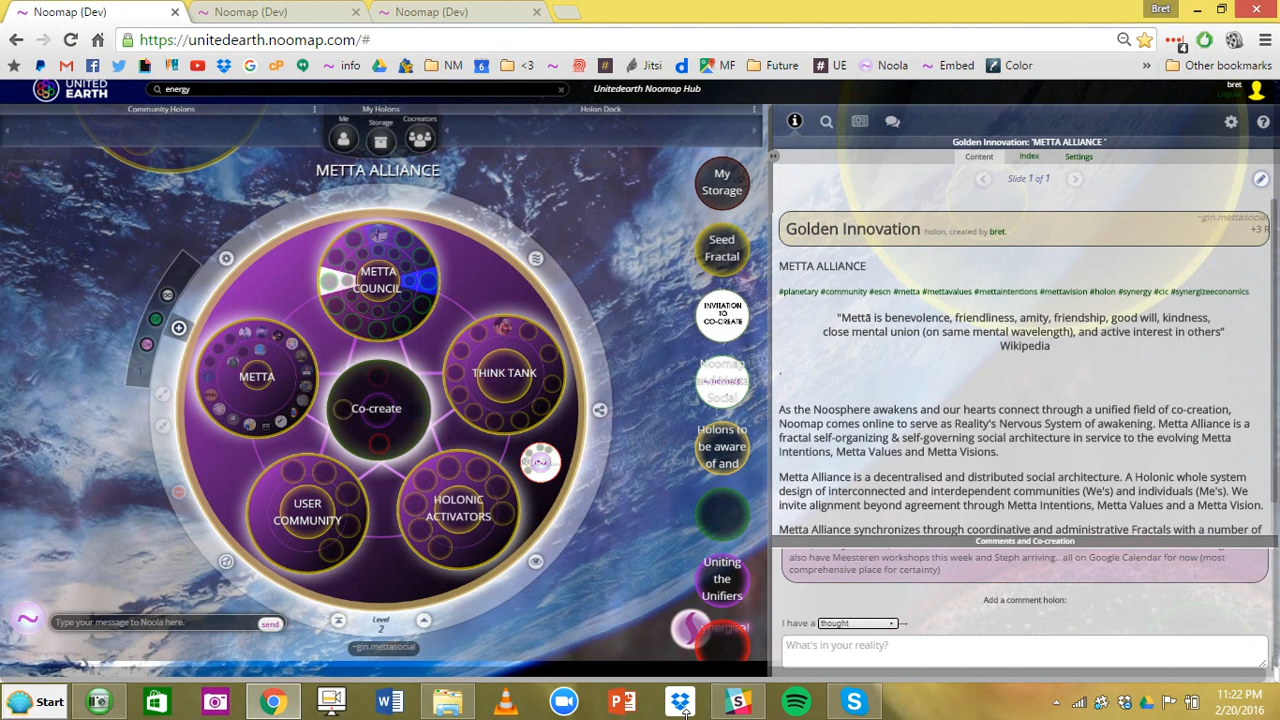 Noomap (Dev)
Noomap (Dev)
Noomap (Dev)
Bret
https://unitedearth.noomap.com/#
4
info
NM
6
<3
Jitsi
MF
Future
UE
Noola
Embed
Color
Other bookmarks
UNITED
EARTH
energy
Unitedearth Noomap Hub
bret
Logout
Community Holons
My Holons
Holon Dock
Me
Storage
Cocreators
METTA ALLIANCE
METTA
COUNCIL
METTA
THINK TANK
Co-create
USER
COMMUNITY
HOLONIC
ACTIVATORS
My
Storage
Seed
Fractal
INVITATION
TO
CO-CREATE
Social
Holons to
be aware
of and
Uniting
the
Unifiers
synergise!
Type your message to Noola here.
send
Level
2
~gin.mettasocial
Golden Innovation: 'METTA ALLIANCE '
Content
Index
Settings
Slide 1 of 1
~gin.mettasocial
+3 R
Golden Innovation holon, created by bret.
METTA ALLIANCE
#planetary #community #escn #metta #mettavalues #mettaintentions #mettavision #holon #synergy #cic #synergizeeconomics
"Mettā is benevolence, friendliness, amity, friendship, good will, kindness,
close mental union (on same mental wavelength), and active interest in others”
Wikipedia
.
As the Noosphere awakens and our hearts connect through a unified field of co-creation,
Noomap comes online to serve as Reality's Nervous System of awakening. Metta Alliance is a
fractal self-organizing & self-governing social architecture in service to the evolving Metta
Intentions, Metta Values and Metta Visions.
Metta Alliance is a decentralised and distributed social architecture. A Holonic whole system
design of interconnected and interdependent communities (We's) and individuals (Me's). We
invite alignment beyond agreement through Metta Intentions, Metta Values and a Metta Vision.
Metta Alliance synchronizes through coordinative and administrative Fractals with a number of
Comments and Co-creation
also have Meesteren workshops this week and Steph arriving.. all on Google Calendar for now (most
comprehensive place for certainty)
Add a comment holon:
I have a thought
What's in your reality?
Start
11:22 PM
2/20/2016